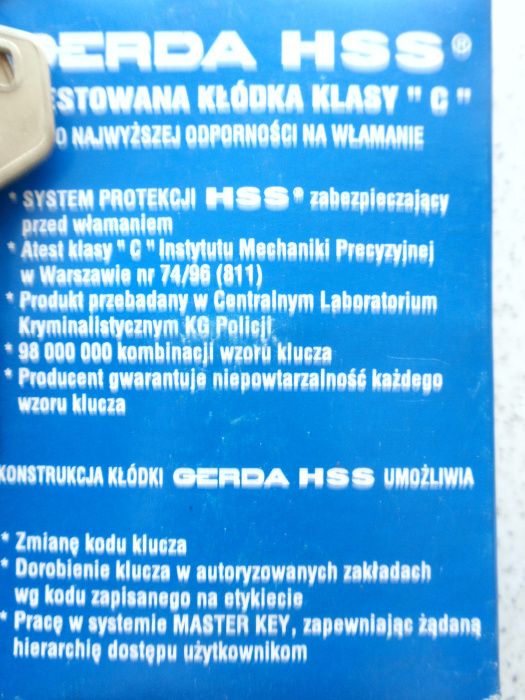 GERDA HSS ®
ESTOWANA KŁÓDKA KLASY " C "
O NAJWYŻSZEJ ODPORNOŚCI NA WŁAMANIE
* SYSTEM PROTEKCJI HSS ® zabezpieczający
przed włamaniem
* Atest klasy " C " Instytutu Mechaniki Precyzyjnej
w Warszawie nr 74/96 (811)
* Produkt przebadany w Centralnym Laboratorium
Kryminalistycznym KG Policji
* 98 000 000 kombinacji wzoru klucza
* Producent gwarantuje niepowtarzalność każdego
wzoru klucza
KONSTRUKCJA KŁÓDKI GERDA HSS UMOŻLIWIA
* Zmianę kodu klucza
* Dorobienie klucza w autoryzowanych zakładach
wg kodu zapisanego na etykiecie
* Pracę w systemie MASTER KEY, zapewniając żądaną
hierarchię dostępu użytkownikom